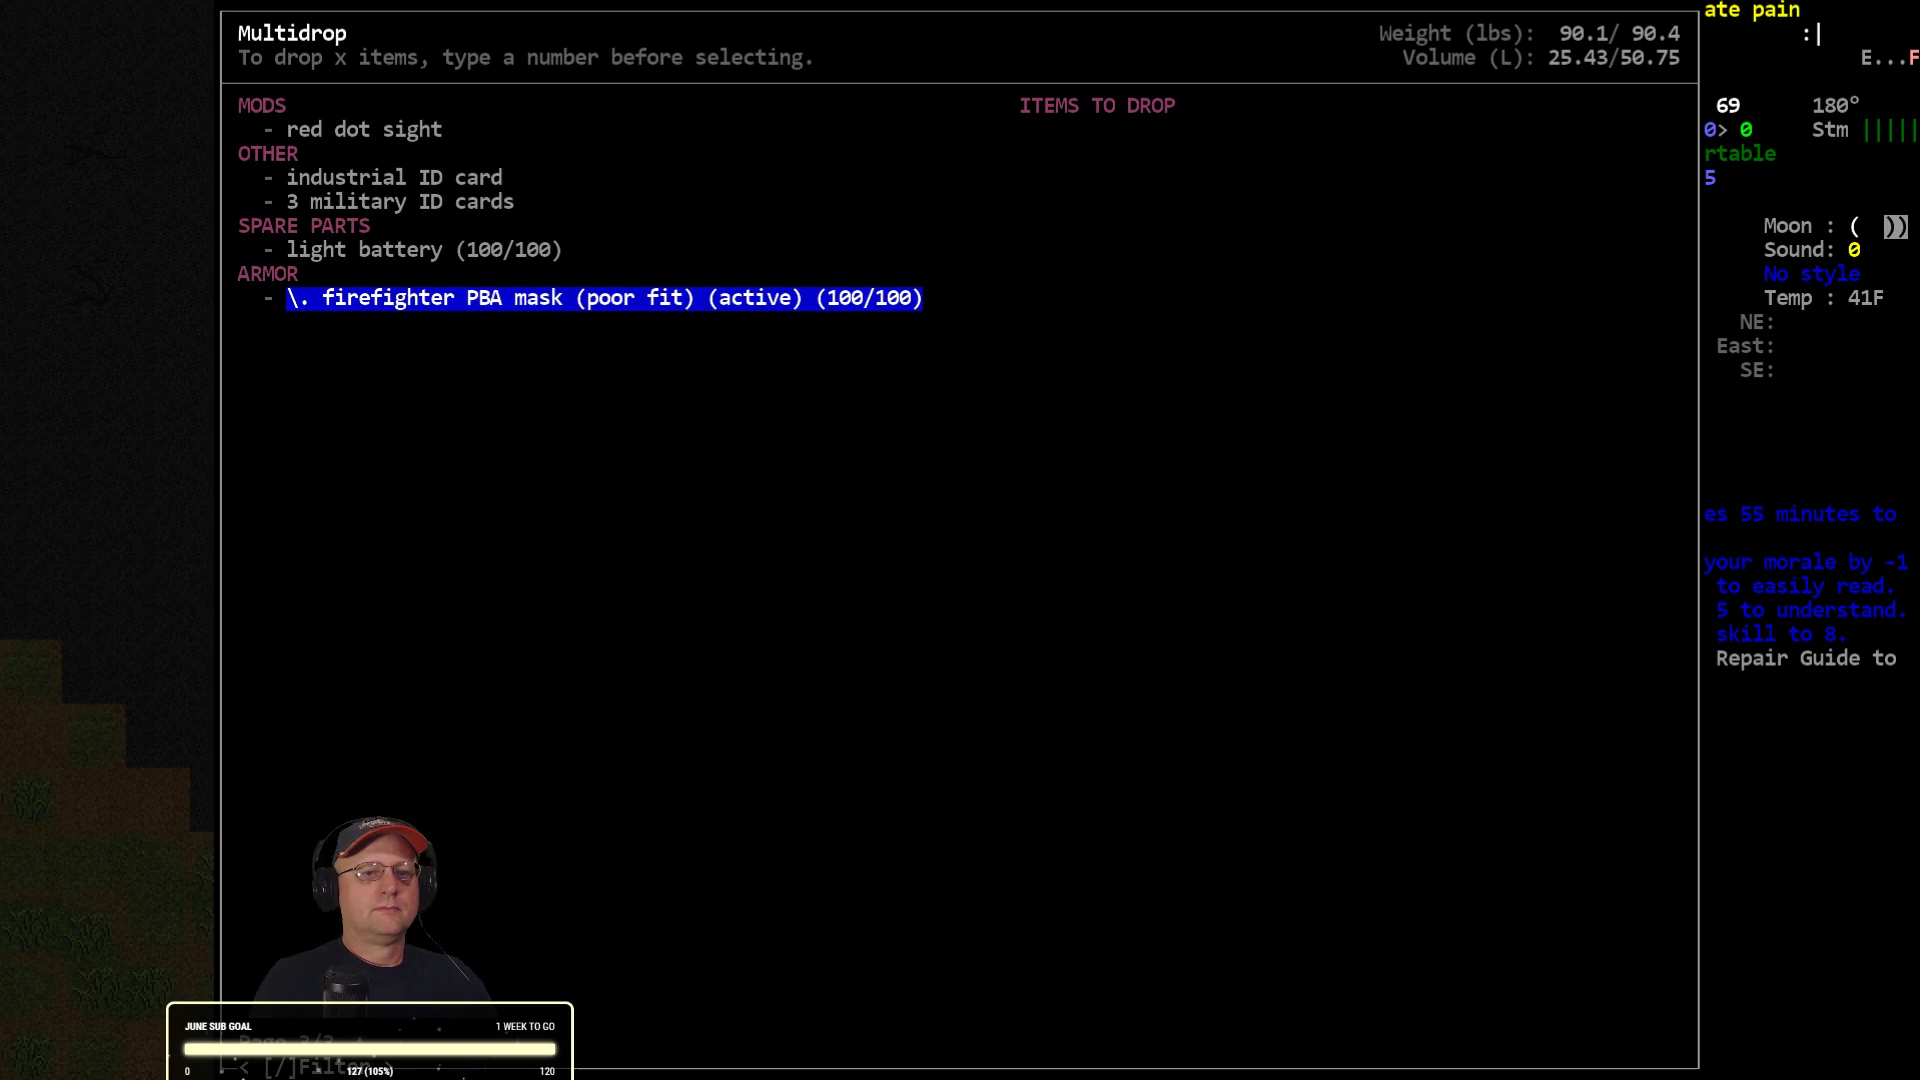 Multidrop
To drop x items, type a number before selecting.
Weight (lbs): 90.1/ 90.4
Volume (L): 25.43/50.75
MODS
- red dot sight
OTHER
- industrial ID card
- 3 military ID cards
SPARE PARTS
- light battery (100/100)
ARMOR
- \. firefighter PBA mask (poor fit) (active) (100/100)
ITEMS TO DROP
ate pain
:|
E...F
69 180°
0> 0 Stm |||||
rtable
5
Moon : ( ))
Sound: 0
No style
Temp : 41F
NE:
East:
SE:
es 55 minutes to
your morale by -1
to easily read.
5 to understand.
skill to 8.
Repair Guide to
JUNE SUB GOAL 1 WEEK TO GO
Page 3/3
< [/]Filter >
0 127 (105%) 120